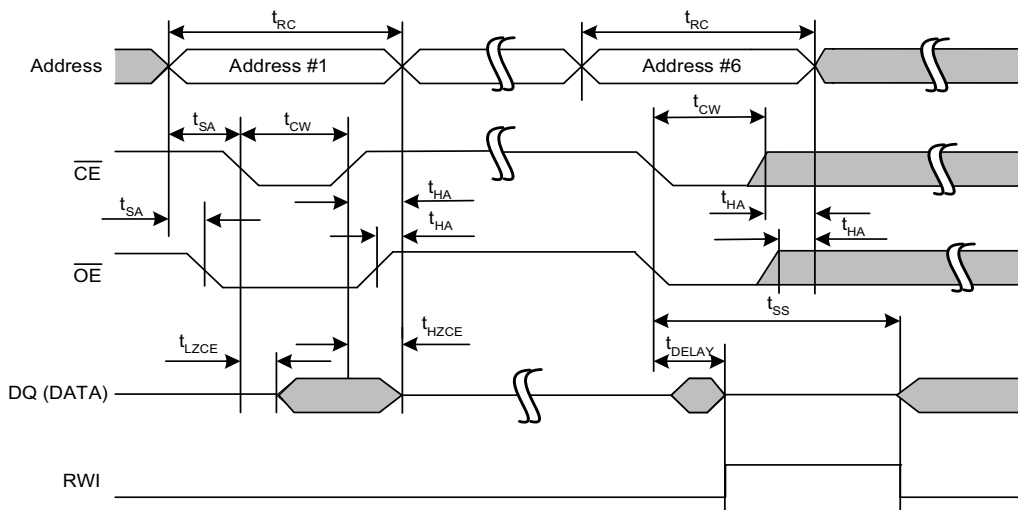 tRC
tRC
Address
Address #1
Address #6
tCW
tSA
tCW
CE
tHA
tSA
tHA
tHA
tHA
OE
tSS
tLZCE
tHZCE
tDELAY
DQ (DATA)
RWI